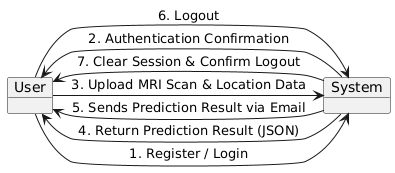 6. Logout
2. Authentication Confirmation
7. Clear Session & Confirm Logout
User
System
3. Upload MRI Scan & Location Data
5. Sends Prediction Result via Email
4. Return Prediction Result (JSON)
1. Register / Login